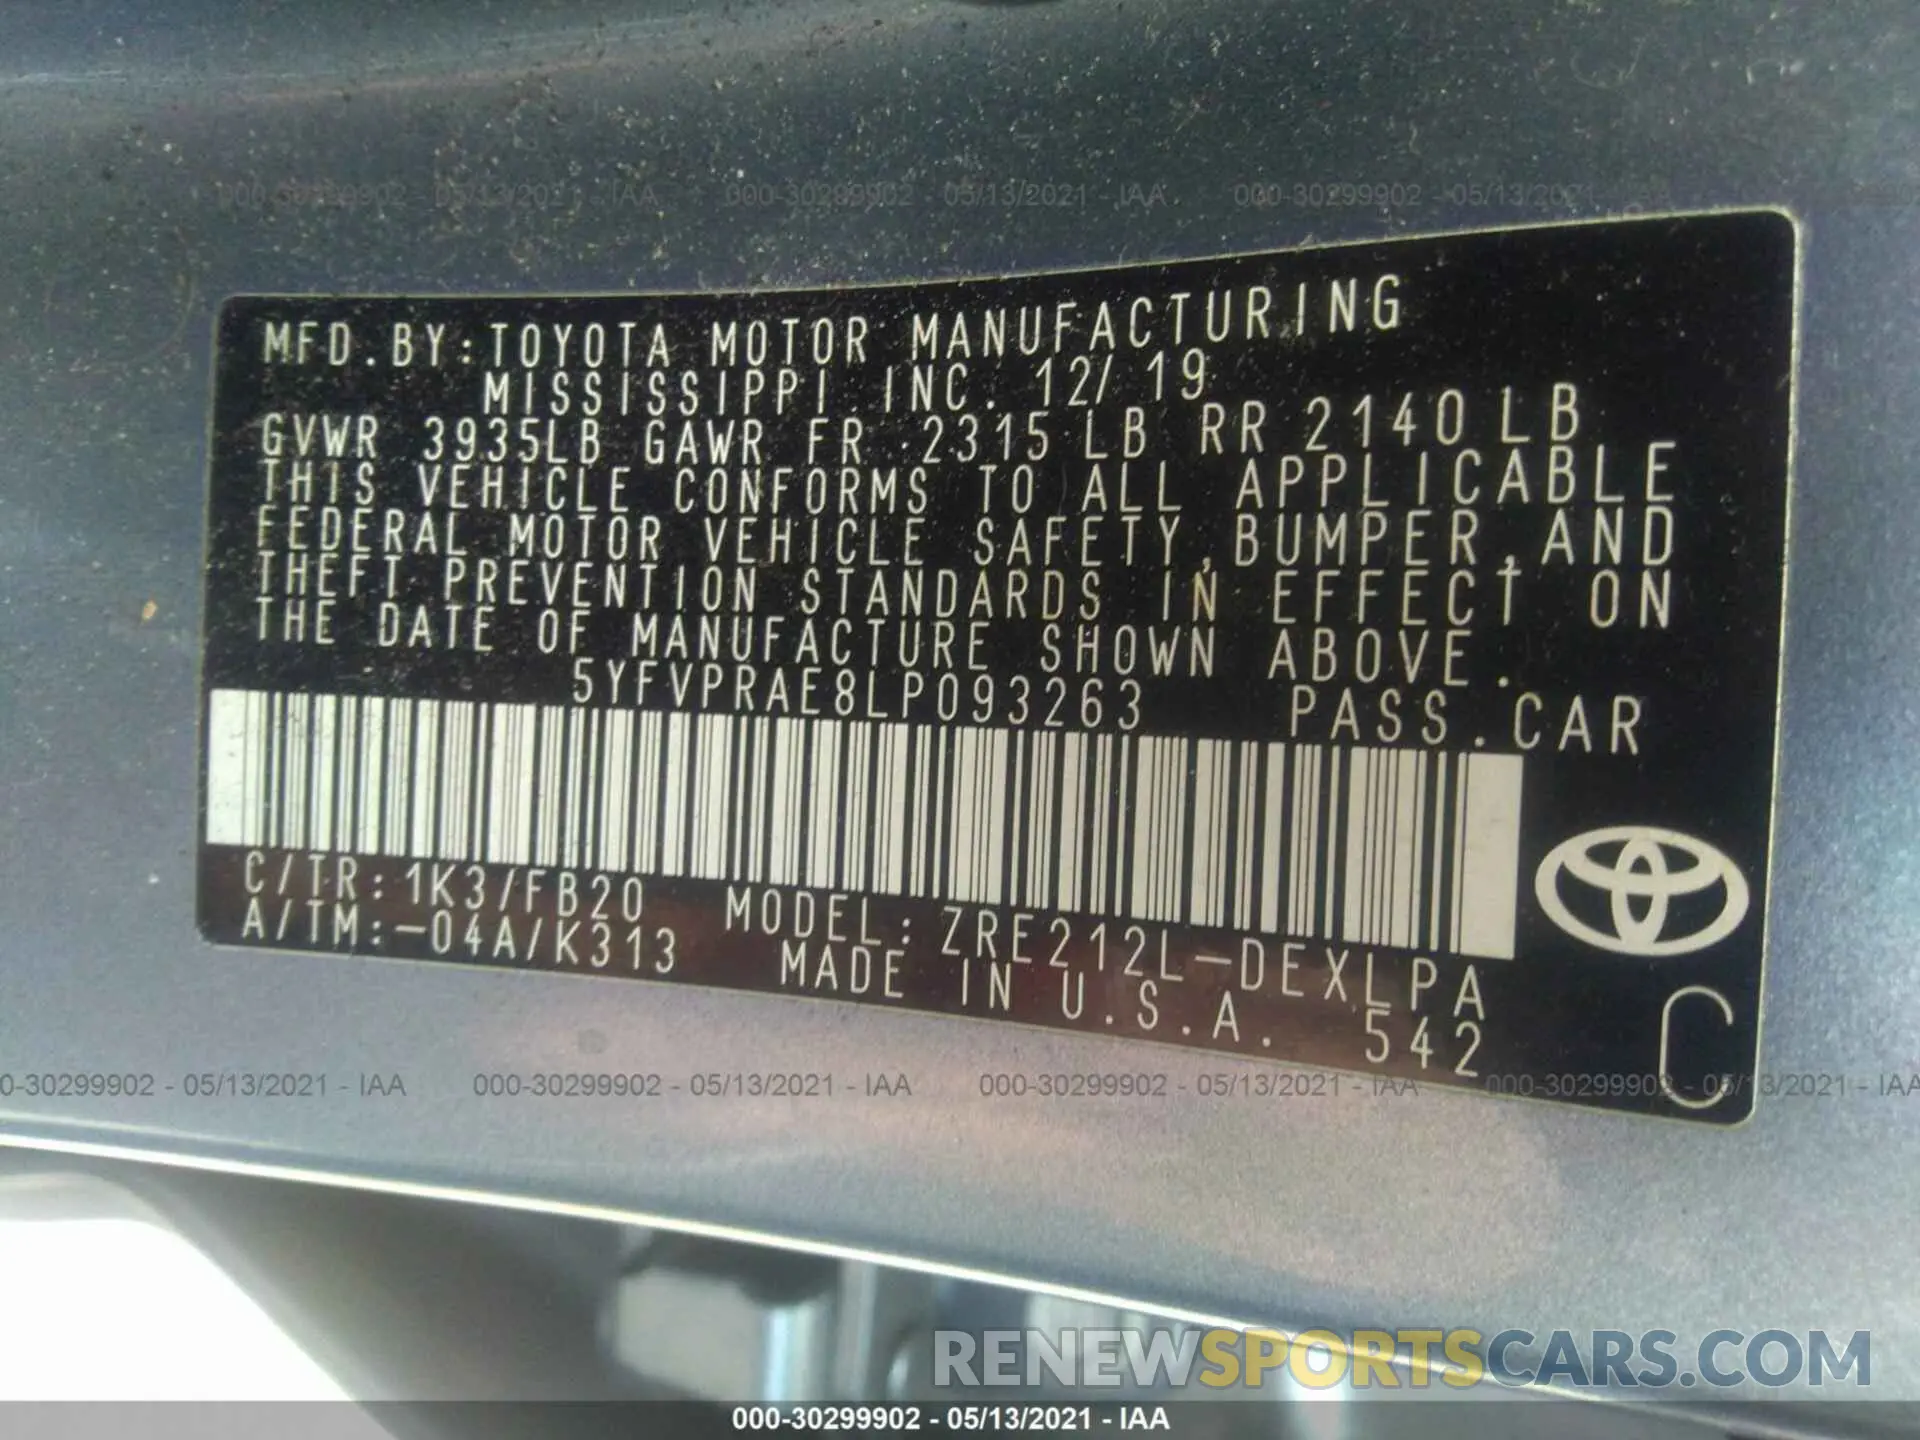 000-30299902 - 05/13/2021 - IAA 000-30299902 - 05/13/2021 - IAA 000-30299902 - 05/13/2021 - IAA
MFD.BY:TOYOTA MOTOR MANUFACTURING
MISSISSIPPI INC. 12/19
GVWR 3935LB GAWR FR 2315LB RR 2140LB
THIS VEHICLE CONFORMS TO ALL APPLICABLE
FEDERAL MOTOR VEHICLE SAFETY,BUMPER,AND
THEFT PREVENTION STANDARDS IN EFFECT ON
THE DATE OF MANUFACTURE SHOWN ABOVE.
5YFVPRAE8LP093263 PASS.CAR
C/TR:1K3/FB20 MODEL:ZRE212L-DEXLPA
A/TM:-04A/K313 MADE IN U.S.A. 542
C
0-30299902 - 05/13/2021 - IAA 000-30299902 - 05/13/2021 - IAA 000-30299902 - 05/13/2021 - IAA 000-30299902 - 05/13/2021 - IAA
RENEWSPORTSCARS.COM
000-30299902 - 05/13/2021 - IAA